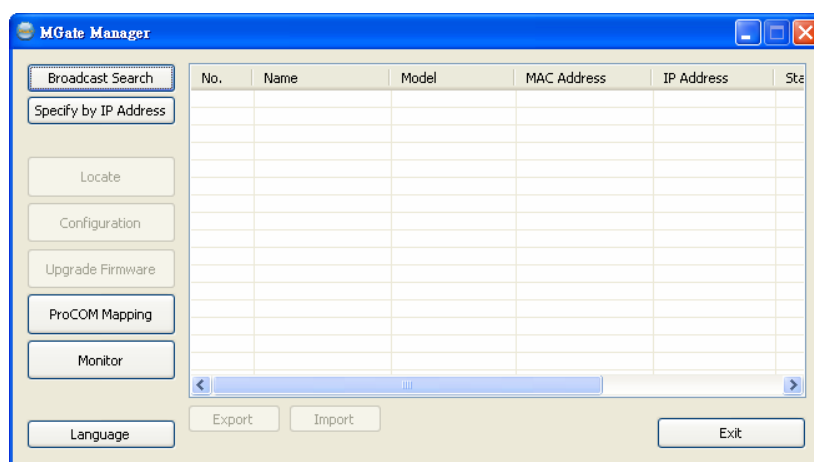 MGate Manager
Broadcast Search
Specify by IP Address
Locate
Configuration
Upgrade Firmware
ProCOM Mapping
Monitor
Language
No. Name Model MAC Address IP Address Sta
Export Import
Exit